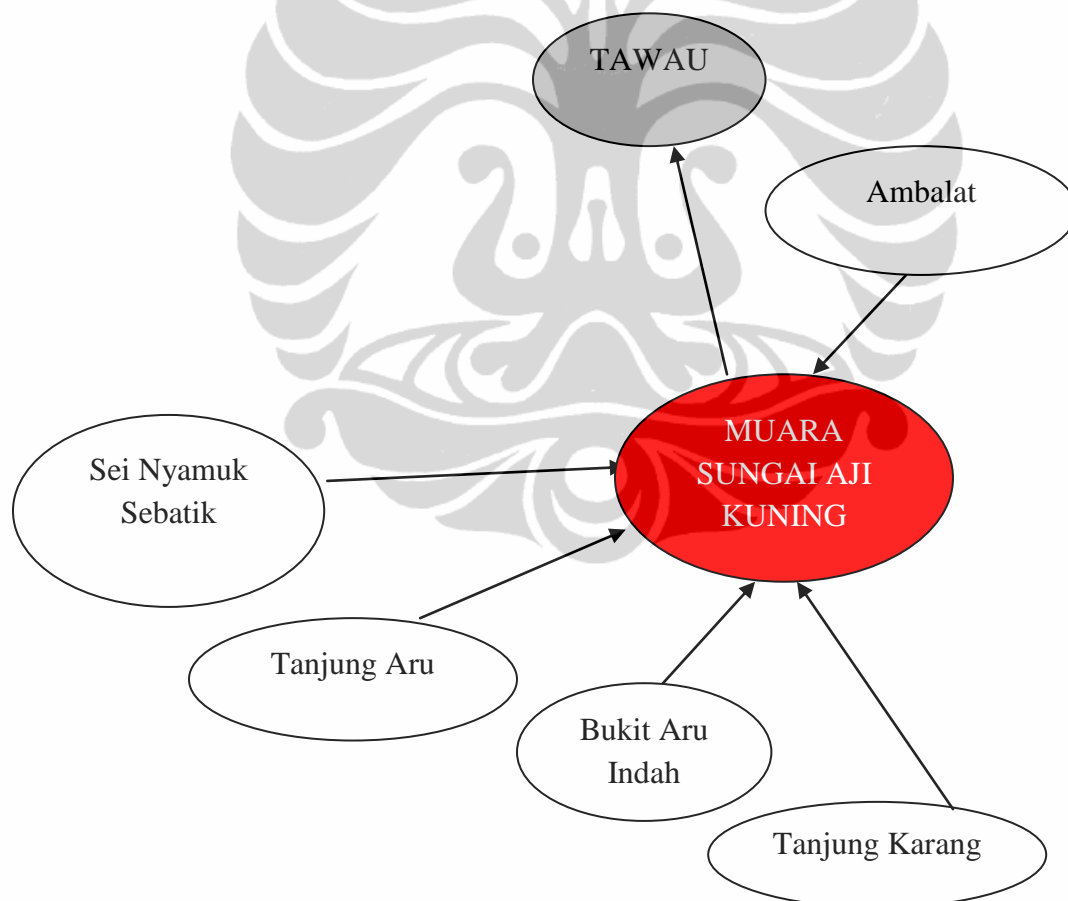 TAWAU
Ambalat
MUARA
SUNGAI AJI
KUNING
Sei Nyamuk
Sebatik
Tanjung Aru
Bukit Aru
Indah
Tanjung Karang